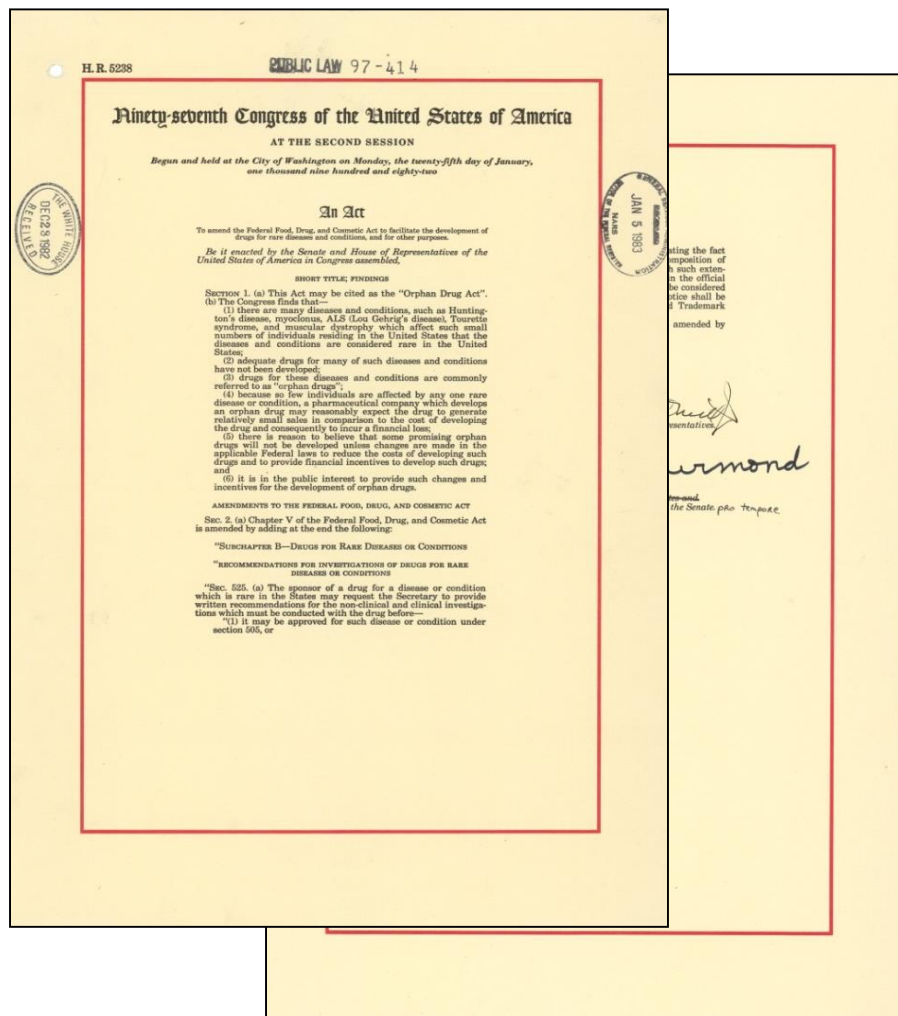 H. R. 5238
PUBLIC LAW 97-414
Ninety-seventh Congress of the United States of America
AT THE SECOND SESSION
Begun and held at the City of Washington on Monday, the twenty-fifth day of January,
one thousand nine hundred and eighty-two
THE WHITE HOUSE
DEC 28 1982
RECEIVED
JAN 5 1983
NARS
An Act
To amend the Federal Food, Drug, and Cosmetic Act to facilitate the development of
drugs for rare diseases and conditions, and for other purposes.
Be it enacted by the Senate and House of Representatives of the
United States of America in Congress assembled,
SHORT TITLE; FINDINGS
SECTION 1. (a) This Act may be cited as the "Orphan Drug Act".
(b) The Congress finds that—
(1) there are many diseases and conditions, such as Hunting-
ton's disease, myoclonus, ALS (Lou Gehrig's disease), Tourette
syndrome, and muscular dystrophy which affect such small
numbers of individuals residing in the United States that the
diseases and conditions are considered rare in the United
States;
(2) adequate drugs for many of such diseases and conditions
have not been developed;
(3) drugs for these diseases and conditions are commonly
referred to as "orphan drugs";
(4) because so few individuals are affected by any one rare
disease or condition, a pharmaceutical company which develops
an orphan drug may reasonably expect the drug to generate
relatively small sales in comparison to the cost of developing
the drug and consequently to incur a financial loss;
(5) there is reason to believe that some promising orphan
drugs will not be developed unless changes are made in the
applicable Federal laws to reduce the costs of developing such
drugs and to provide financial incentives to develop such drugs;
and
(6) it is in the public interest to provide such changes and
incentives for the development of orphan drugs.
AMENDMENTS TO THE FEDERAL FOOD, DRUG, AND COSMETIC ACT
SEC. 2. (a) Chapter V of the Federal Food, Drug, and Cosmetic Act
is amended by adding at the end the following:
"SUBCHAPTER B—DRUGS FOR RARE DISEASES OR CONDITIONS
"RECOMMENDATIONS FOR INVESTIGATIONS OF DRUGS FOR RARE
DISEASES OR CONDITIONS
"SEC. 525. (a) The sponsor of a drug for a disease or condition
which is rare in the States may request the Secretary to provide
written recommendations for the non-clinical and clinical investiga-
tions which must be conducted with the drug before—
"(1) it may be approved for such disease or condition under
section 505, or
ting the fact
mposition of
h such exten-
n the official
be considered
otice shall be
d Trademark
amended by
esentatives.
urmond
tes and
the Senate pro tempore